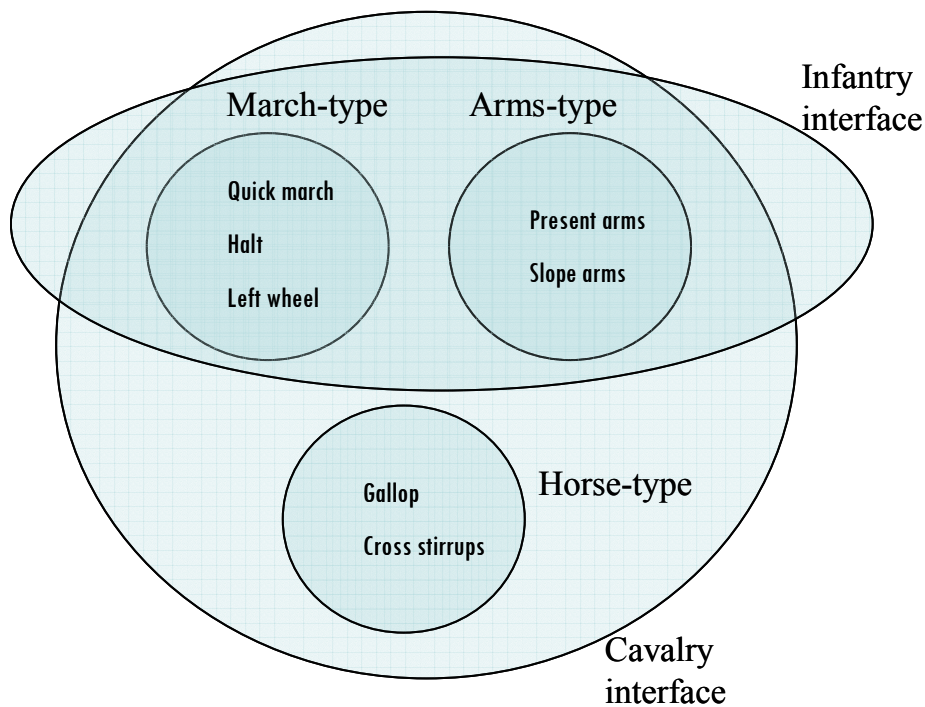 Infantry
interface
March-type
Arms-type
Quick march
Halt
Left wheel
Present arms
Slope arms
Gallop
Cross stirrups
Horse-type
Cavalry
interface